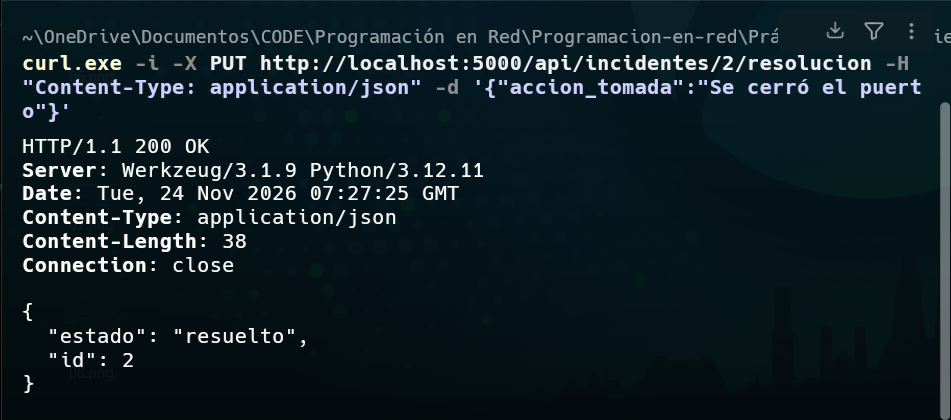 ~\OneDrive\Documentos\CODE\Programación en Red\Programacion-en-red\Prá
curl.exe -i -X PUT http://localhost:5000/api/incidentes/2/resolucion -H
"Content-Type: application/json" -d '{"accion_tomada":"Se cerró el puert
o"}'
HTTP/1.1 200 OK
Server: Werkzeug/3.1.9 Python/3.12.11
Date: Tue, 24 Nov 2026 07:27:25 GMT
Content-Type: application/json
Content-Length: 38
Connection: close
{
  "estado": "resuelto",
  "id": 2
}